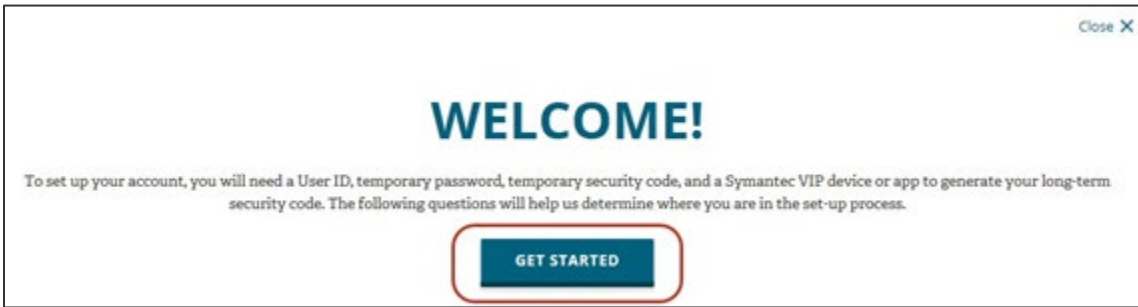 Close X
WELCOME!
To set up your account, you will need a User ID, temporary password, temporary security code, and a Symantec VIP device or app to generate your long-term
security code. The following questions will help us determine where you are in the set-up process.
GET STARTED